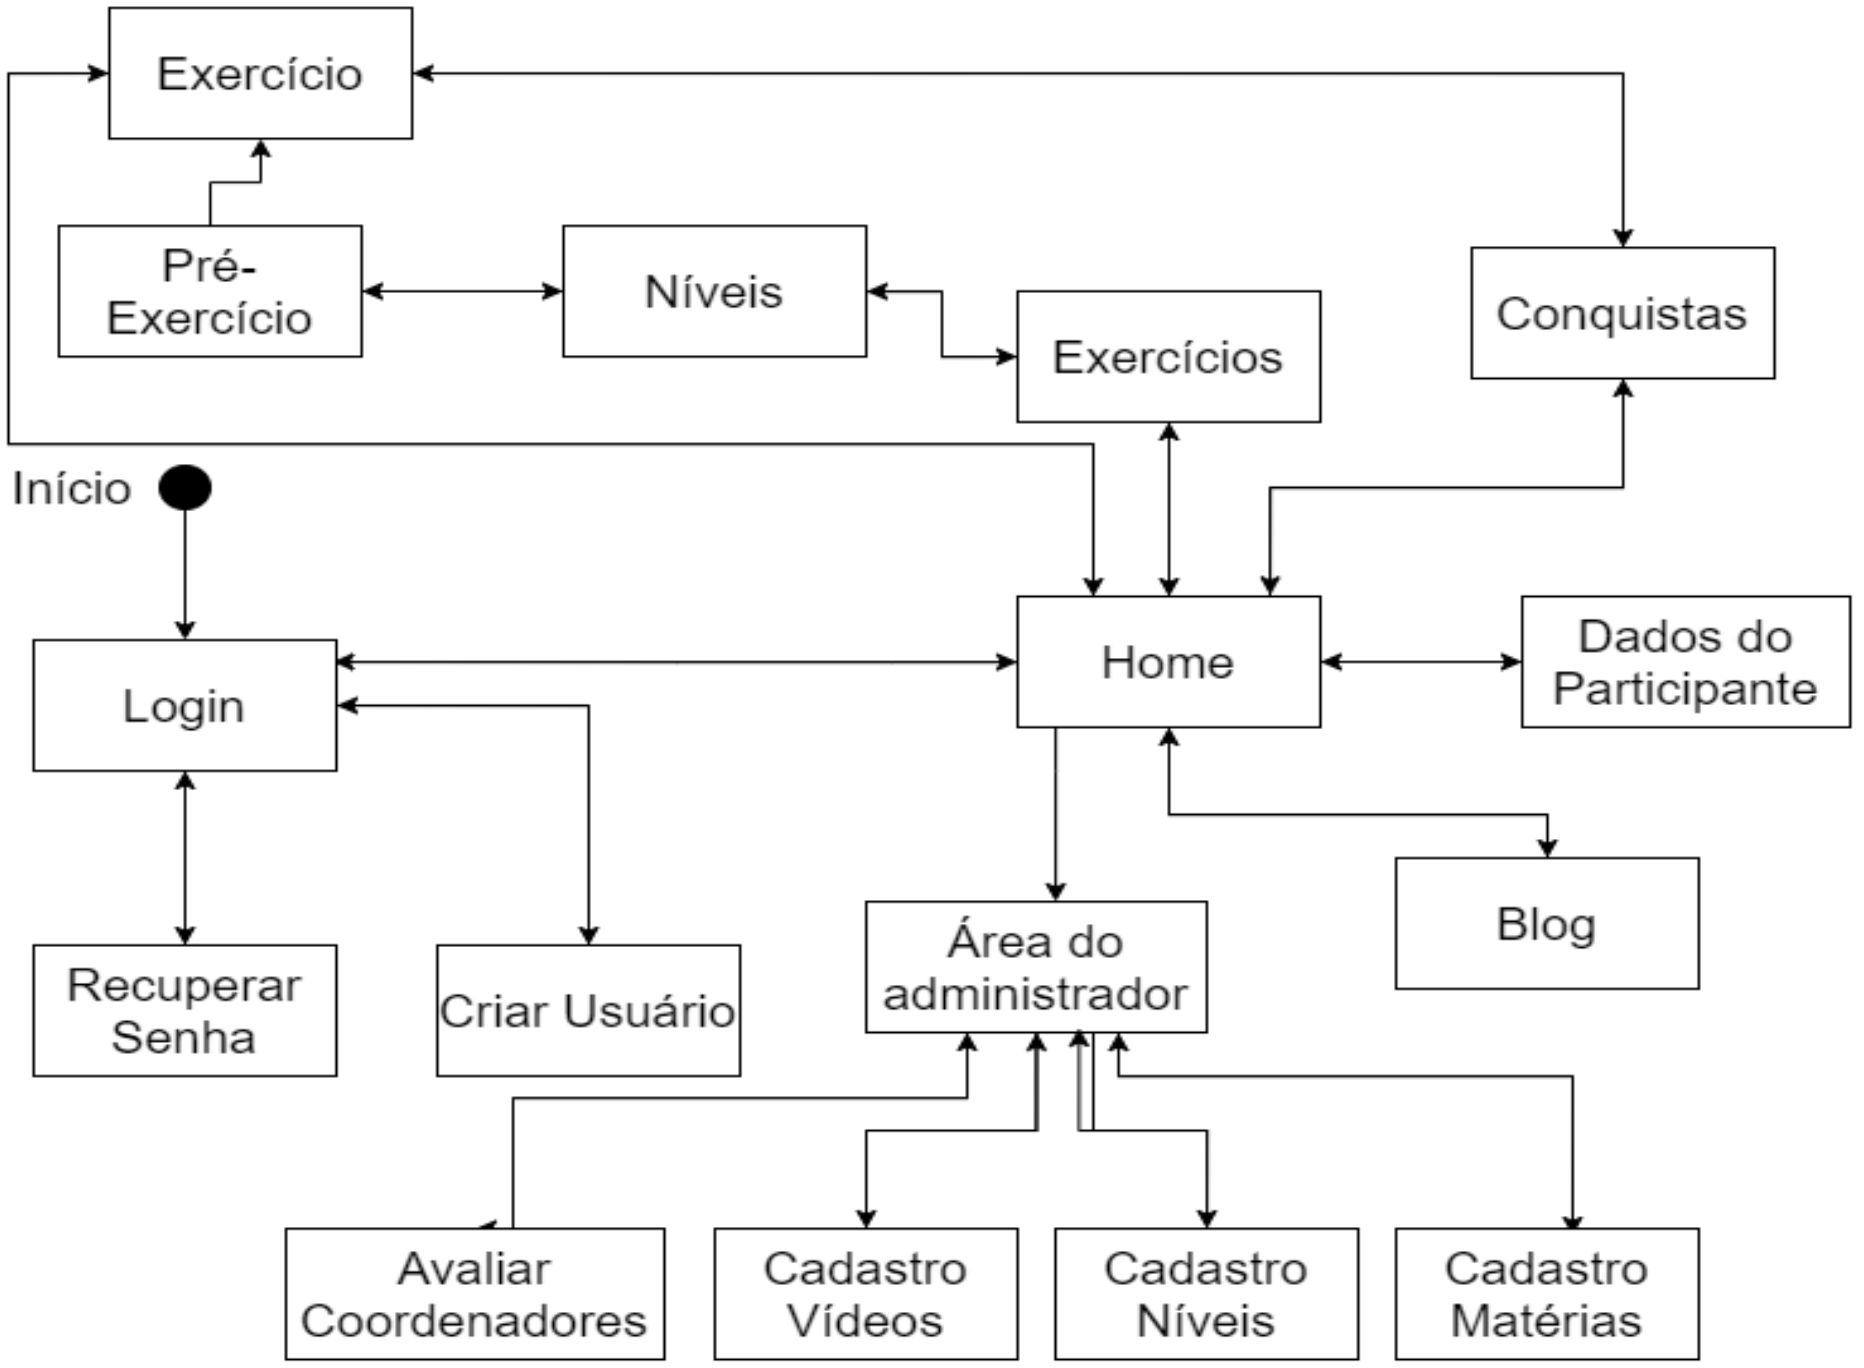 Exercício
Pré-
Exercício
Níveis
Exercícios
Conquistas
Início
Login
Home
Dados do
Participante
Recuperar
Senha
Criar Usuário
Área do
administrador
Blog
Avaliar
Coordenadores
Cadastro
Vídeos
Cadastro
Níveis
Cadastro
Matérias